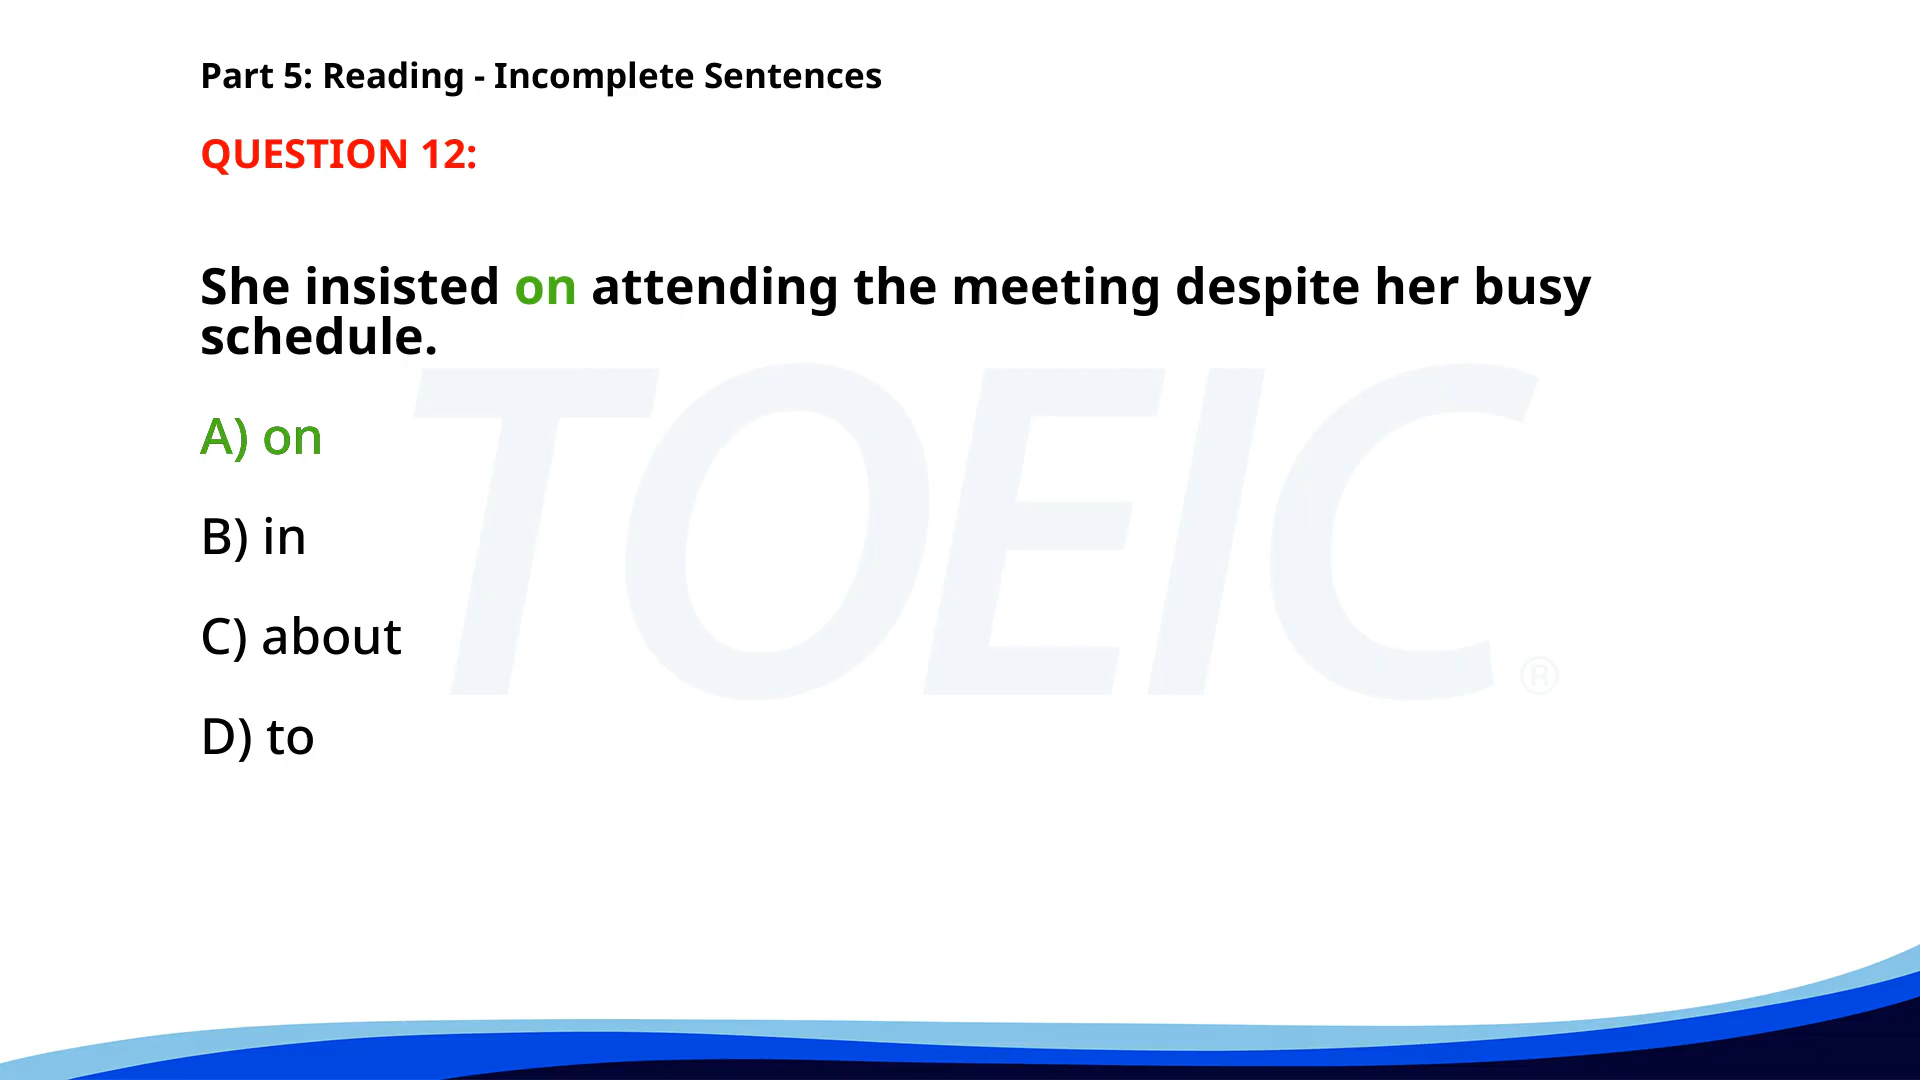 Part 5: Reading - Incomplete Sentences
QUESTION 12:
She insisted on attending the meeting despite her busy
schedule.
A) on
B) in
C) about
D) to
TOEIC®